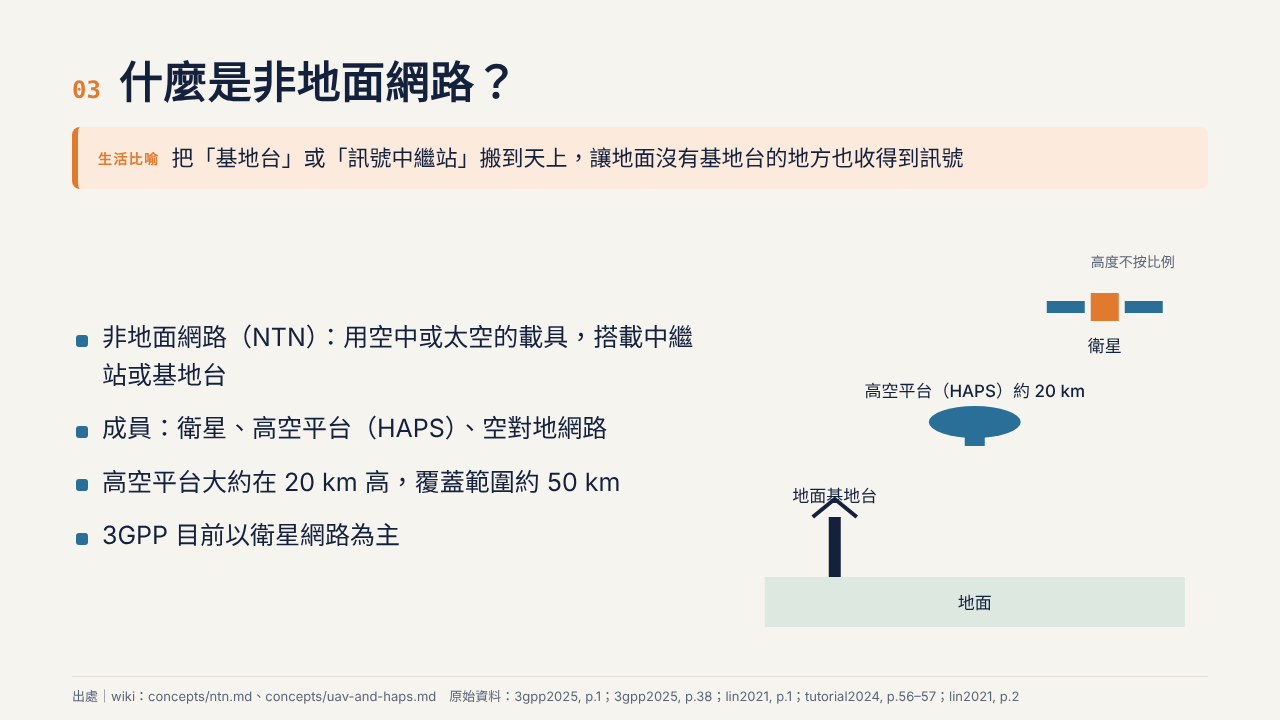 03 什麼是非地面網路？
生活比喻 把「基地台」或「訊號中繼站」搬到天上，讓地面沒有基地台的地方也收得到訊號
非地面網路（NTN）：用空中或太空的載具，搭載中繼
站或基地台
成員：衛星、高空平台（HAPS）、空對地網路
高空平台大約在 20 km 高，覆蓋範圍約 50 km
3GPP 目前以衛星網路為主
高度不按比例
衛星
高空平台（HAPS）約 20 km
地面基地台
地面
出處｜wiki：concepts/ntn.md、concepts/uav-and-haps.md　原始資料：3gpp2025, p.1；3gpp2025, p.38；lin2021, p.1；tutorial2024, p.56–57；lin2021, p.2